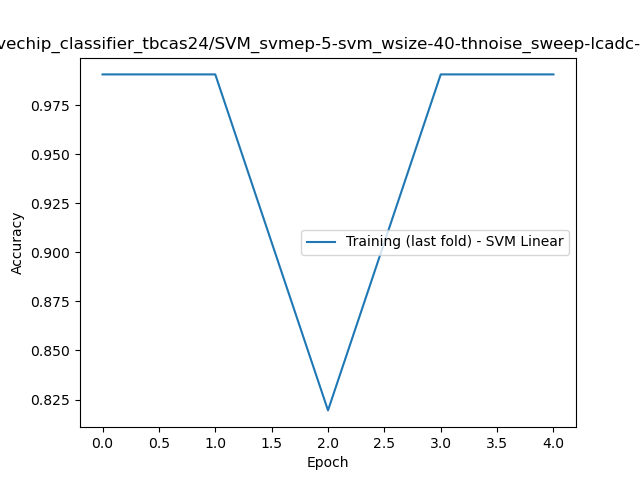 vechip_classifier_tbcas24/SVM_svmep-5-svm_wsize-40-thnoise_sweep-lcadc-
0.975
0.950
0.925
0.900
0.875
0.850
0.825
Accuracy
Training (last fold) - SVM Linear
0.0 0.5 1.0 1.5 2.0 2.5 3.0 3.5 4.0
Epoch